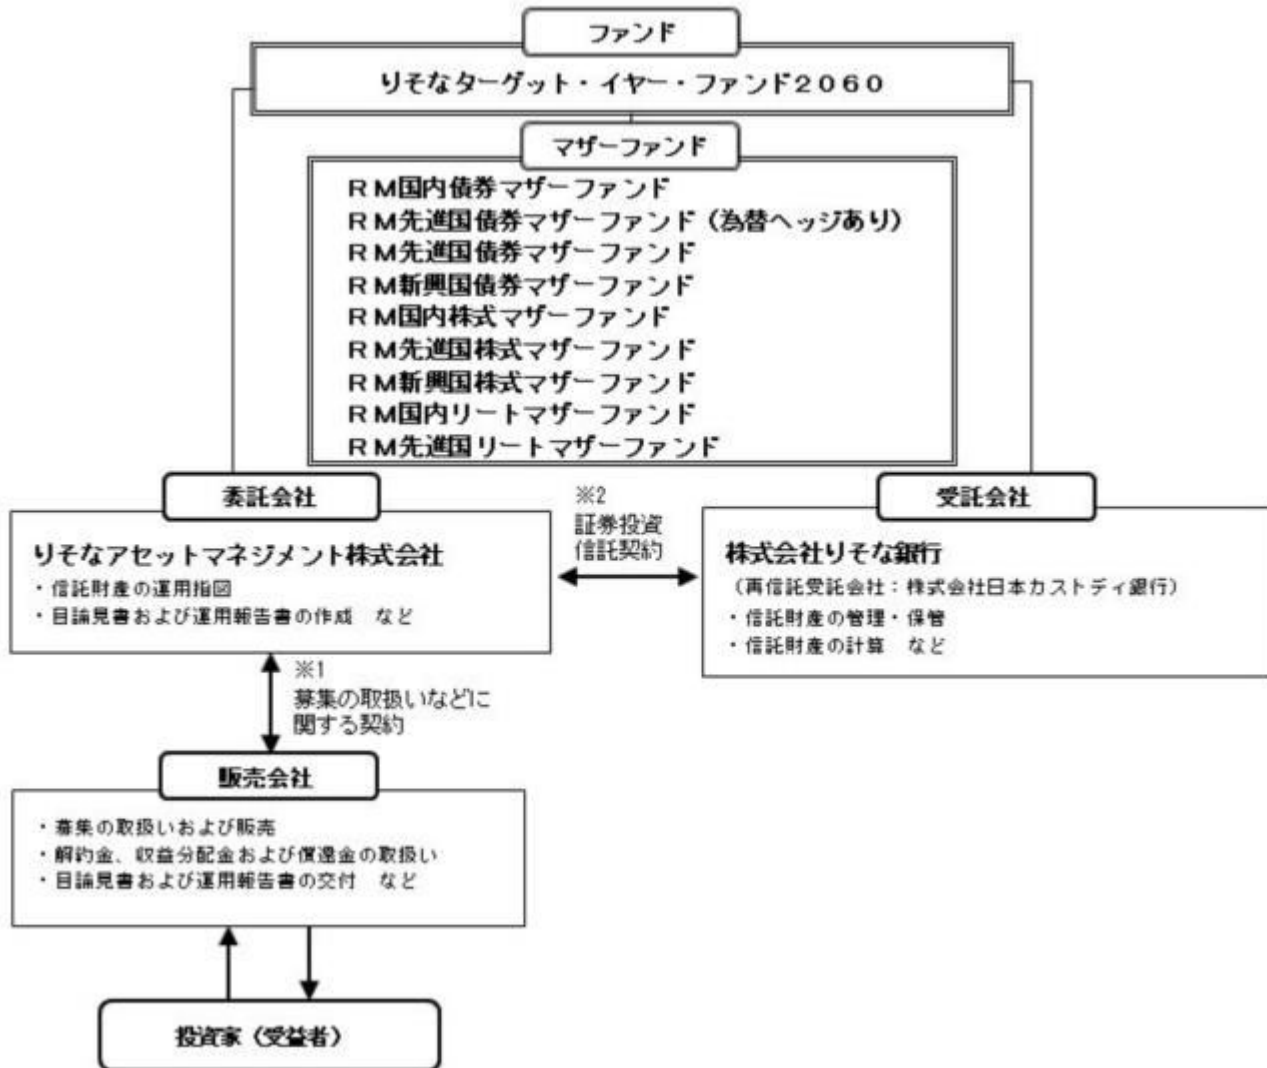 ファンド
りそなターゲット・イヤー・ファンド2060
マザーファンド
RM国内債券マザーファンド
RM先進国債券マザーファンド(為替ヘッジあり)
RM先進国債券マザーファンド
RM新興国債券マザーファンド
RM国内株式マザーファンド
RM先進国株式マザーファンド
RM新興国株式マザーファンド
RM国内リートマザーファンド
RM先進国リートマザーファンド
委託会社
りそなアセットマネジメント株式会社
・信託財産の運用指図
・目論見書および運用報告書の作成 など
※2
証券投資
信託契約
受託会社
株式会社りそな銀行
(再信託受託会社:株式会社日本カストディ銀行)
・信託財産の管理・保管
・信託財産の計算 など
※1
募集の取扱いなどに
関する契約
販売会社
・募集の取扱いおよび販売
・解約金、収益分配金および償還金の取扱い
・目論見書および運用報告書の交付 など
投資家(受益者)